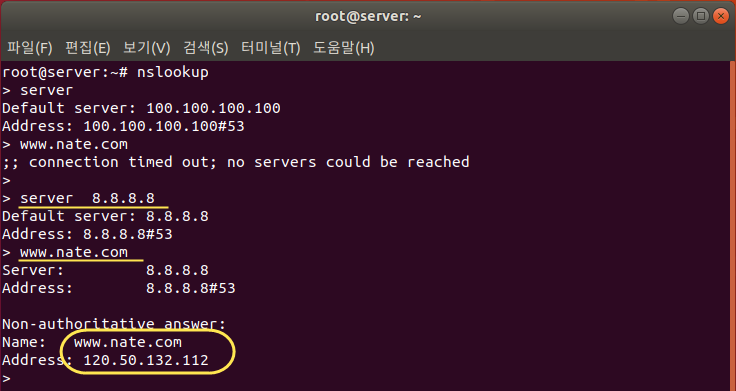 root@server: ~
파일(F) 편집(E) 보기(V) 검색(S) 터미널(T) 도움말(H)
root@server:~# nslookup
> server
Default server: 100.100.100.100
Address: 100.100.100.100#53
> www.nate.com
;; connection timed out; no servers could be reached
>
> server  8.8.8.8
Default server: 8.8.8.8
Address: 8.8.8.8#53
> www.nate.com
Server:         8.8.8.8
Address:        8.8.8.8#53
Non-authoritative answer:
Name:   www.nate.com
Address: 120.50.132.112
>